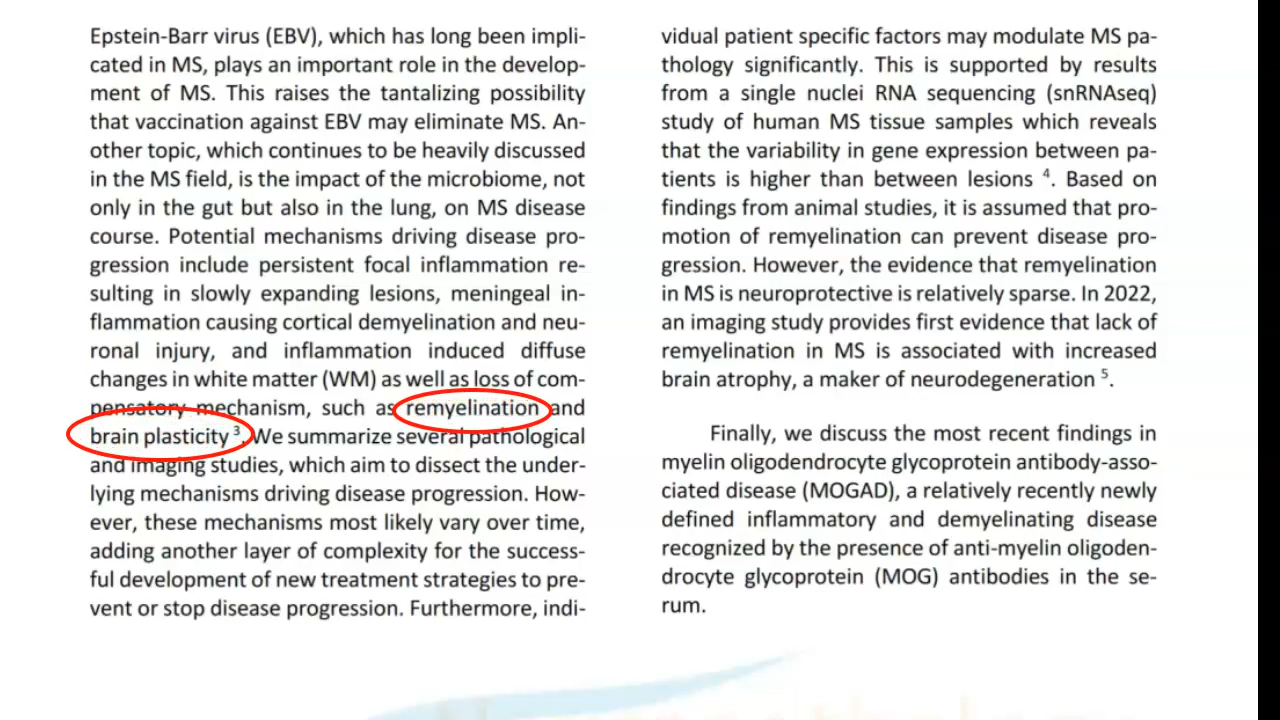 Epstein-Barr virus (EBV), which has long been impli-
cated in MS, plays an important role in the develop-
ment of MS. This raises the tantalizing possibility
that vaccination against EBV may eliminate MS. An-
other topic, which continues to be heavily discussed
in the MS field, is the impact of the microbiome, not
only in the gut but also in the lung, on MS disease
course. Potential mechanisms driving disease pro-
gression include persistent focal inflammation re-
sulting in slowly expanding lesions, meningeal in-
flammation causing cortical demyelination and neu-
ronal injury, and inflammation induced diffuse
changes in white matter (WM) as well as loss of com-
pensatory mechanism, such as remyelination and
brain plasticity ³. We summarize several pathological
and imaging studies, which aim to dissect the under-
lying mechanisms driving disease progression. How-
ever, these mechanisms most likely vary over time,
adding another layer of complexity for the success-
ful development of new treatment strategies to pre-
vent or stop disease progression. Furthermore, indi-
vidual patient specific factors may modulate MS pa-
thology significantly. This is supported by results
from a single nuclei RNA sequencing (snRNAseq)
study of human MS tissue samples which reveals
that the variability in gene expression between pa-
tients is higher than between lesions ⁴. Based on
findings from animal studies, it is assumed that pro-
motion of remyelination can prevent disease pro-
gression. However, the evidence that remyelination
in MS is neuroprotective is relatively sparse. In 2022,
an imaging study provides first evidence that lack of
remyelination in MS is associated with increased
brain atrophy, a maker of neurodegeneration ⁵.
Finally, we discuss the most recent findings in
myelin oligodendrocyte glycoprotein antibody-asso-
ciated disease (MOGAD), a relatively recently newly
defined inflammatory and demyelinating disease
recognized by the presence of anti-myelin oligoden-
drocyte glycoprotein (MOG) antibodies in the se-
rum.